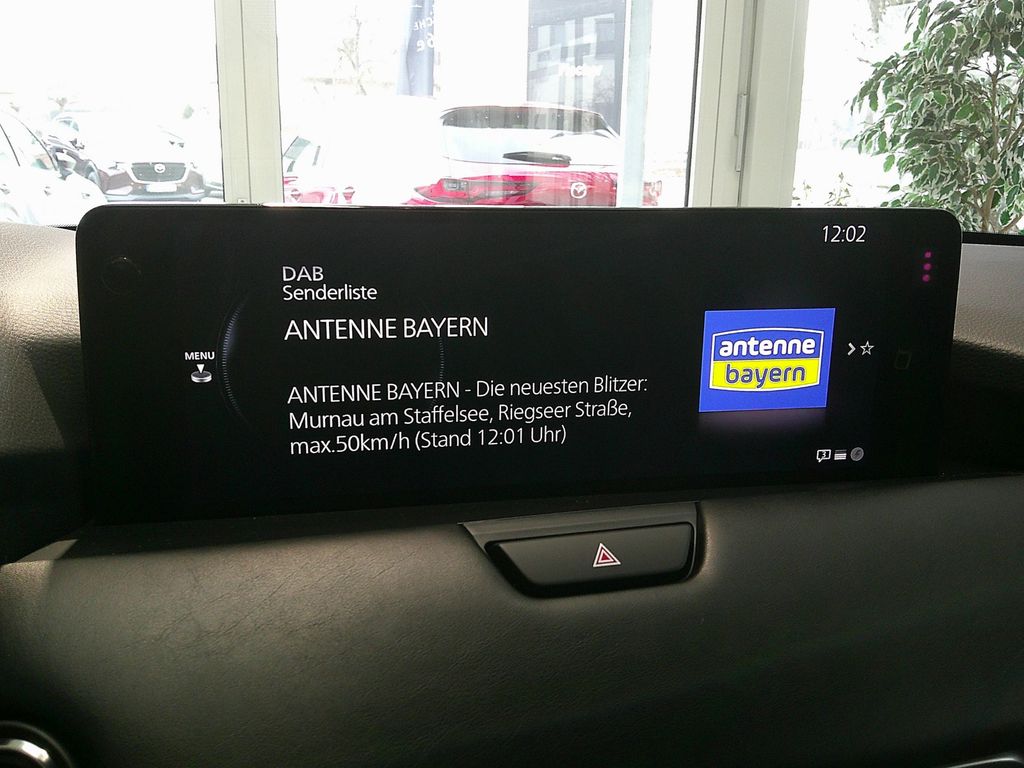 12:02
DAB
Senderliste
ANTENNE BAYERN
MENU
antenne
bayern
ANTENNE BAYERN - Die neuesten Blitzer:
Murnau am Staffelsee, Riegseer Straße,
max.50km/h (Stand 12:01 Uhr)
3